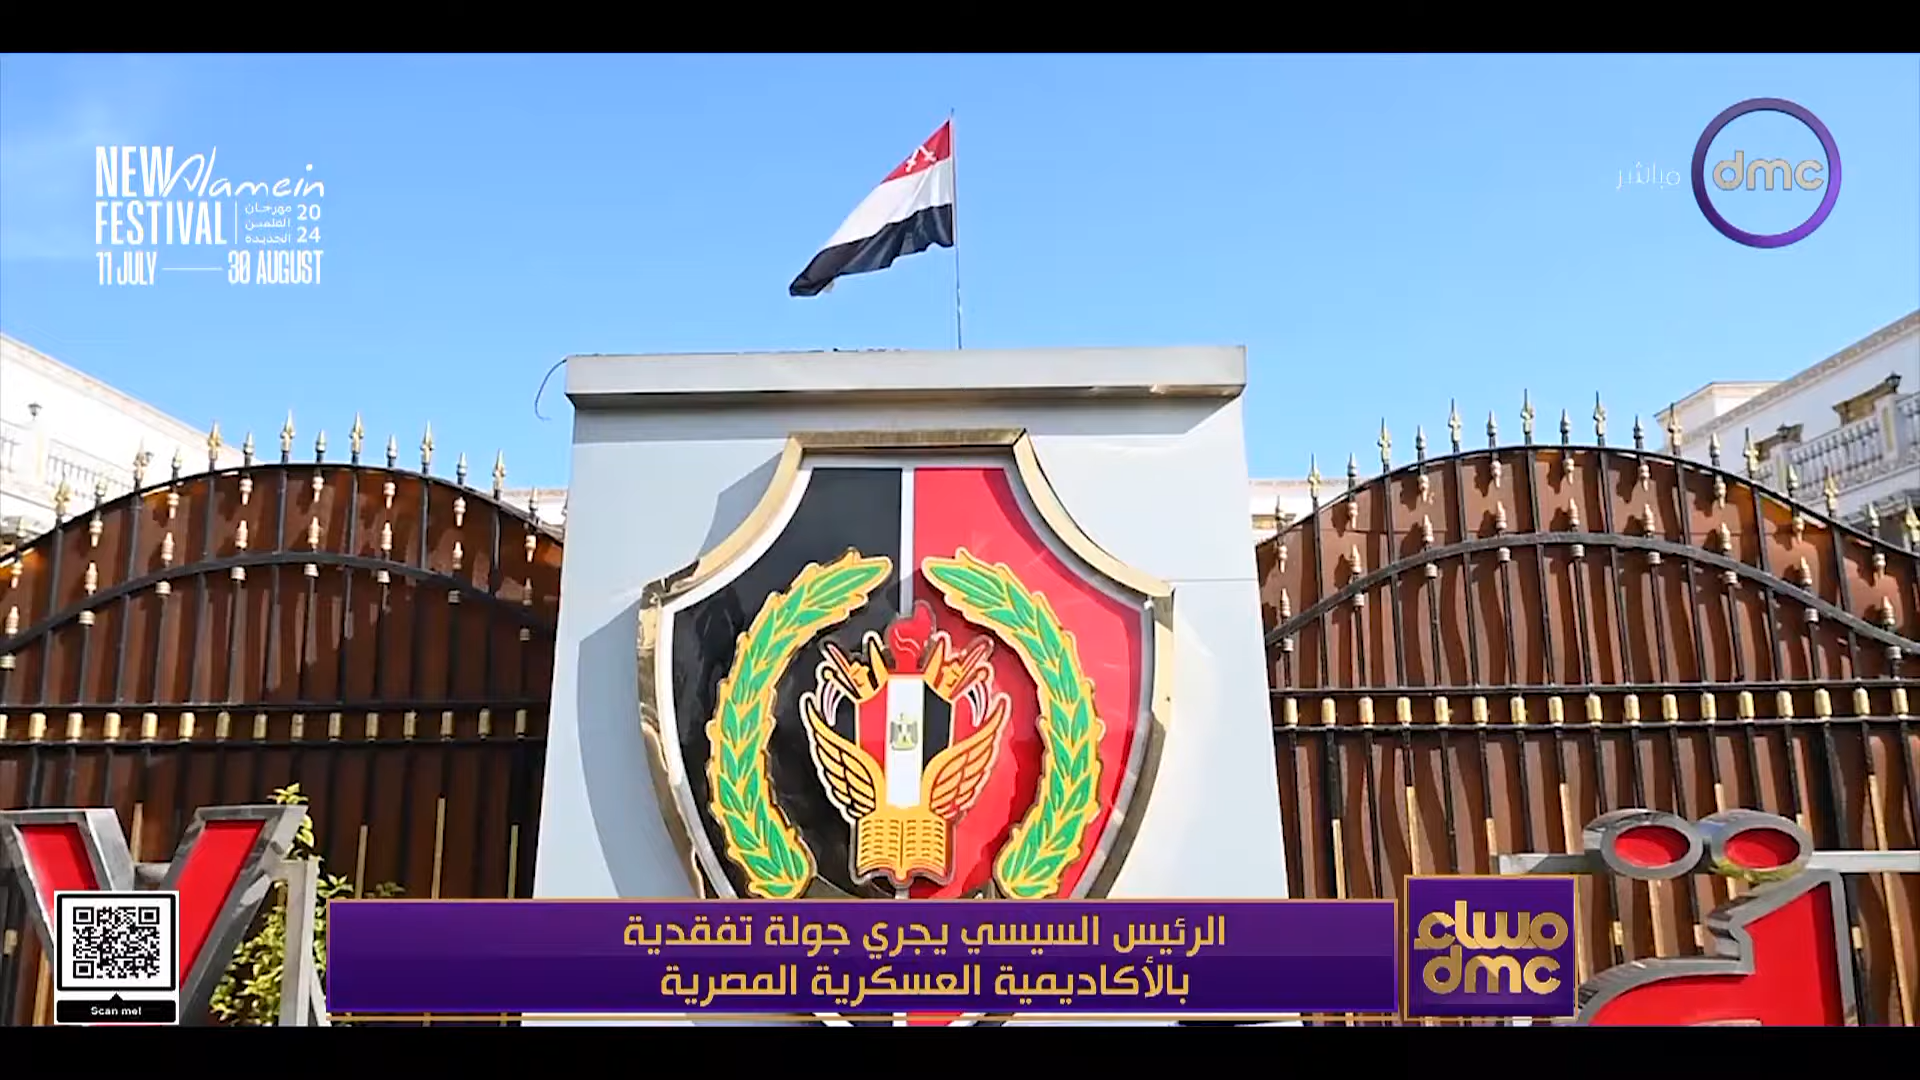 NEW Alamein
FESTIVAL
مهرجان
العلمين
الجديدة
20
24
11 JULY — 30 AUGUST
مباشر
dmc
الرئيس السيسي يجري جولة تفقدية
بالأكاديمية العسكرية المصرية
مساء
dmc
Scan me!